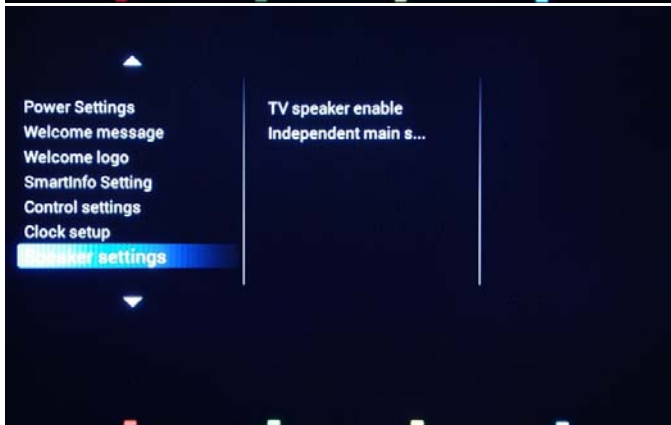 Power Settings
Welcome message
Welcome logo
SmartInfo Setting
Control settings
Clock setup
Speaker settings
TV speaker enable
Independent main s...